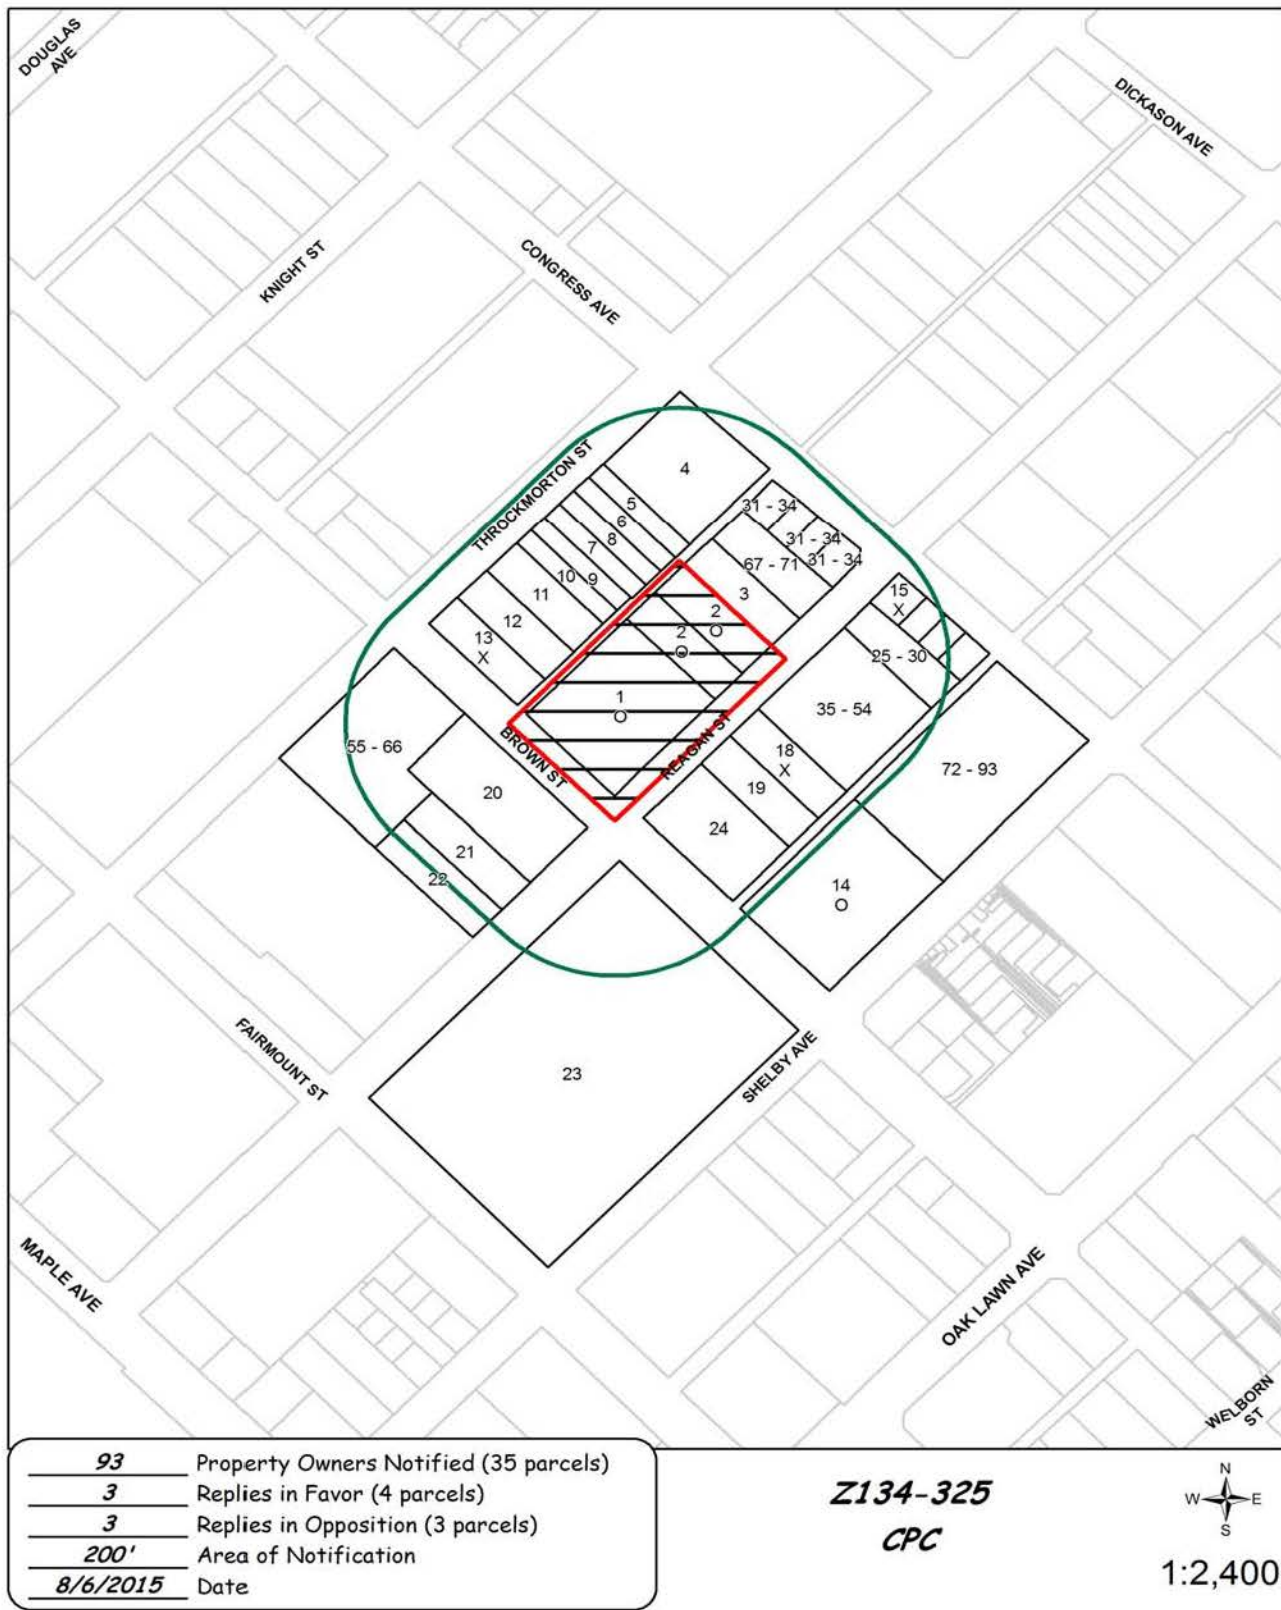 DOUGLAS
AVE
DICKASON AVE
KNIGHT ST
CONGRESS AVE
THROCKMORTON ST
4
5
6
8
7
10
9
11
12
13
X
31 - 34
31 - 34
31 - 34
67 - 71
3
2
O
2
O
1
O
15
X
25 - 30
35 - 54
18
X
19
24
REAGAN ST
BROWN ST
55 - 66
20
21
22
72 - 93
14
O
23
SHELBY AVE
FAIRMOUNT ST
MAPLE AVE
OAK LAWN AVE
WELBORN
ST
93 Property Owners Notified (35 parcels)
3 Replies in Favor (4 parcels)
3 Replies in Opposition (3 parcels)
200' Area of Notification
8/6/2015 Date
Z134-325
CPC
N
W E
S
1:2,400